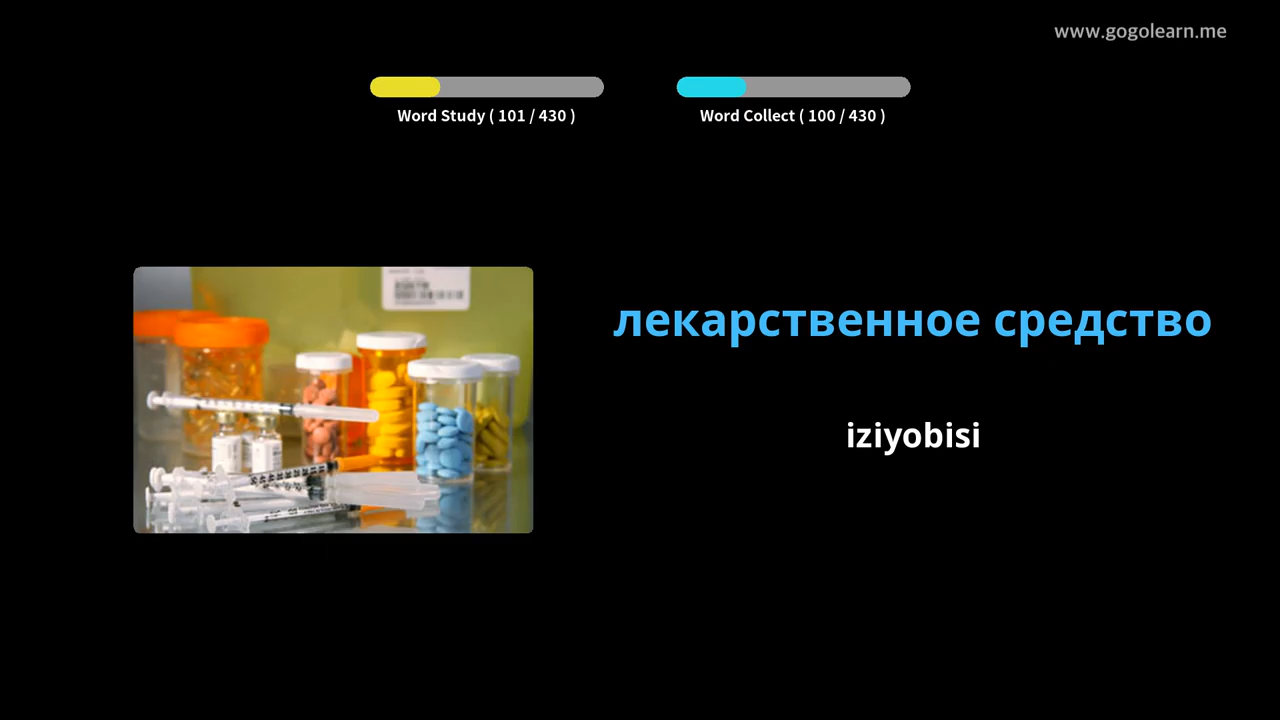 www.gogolearn.me
Word Study ( 101 / 430 )
Word Collect ( 100 / 430 )
лекарственное средство
iziyobisi